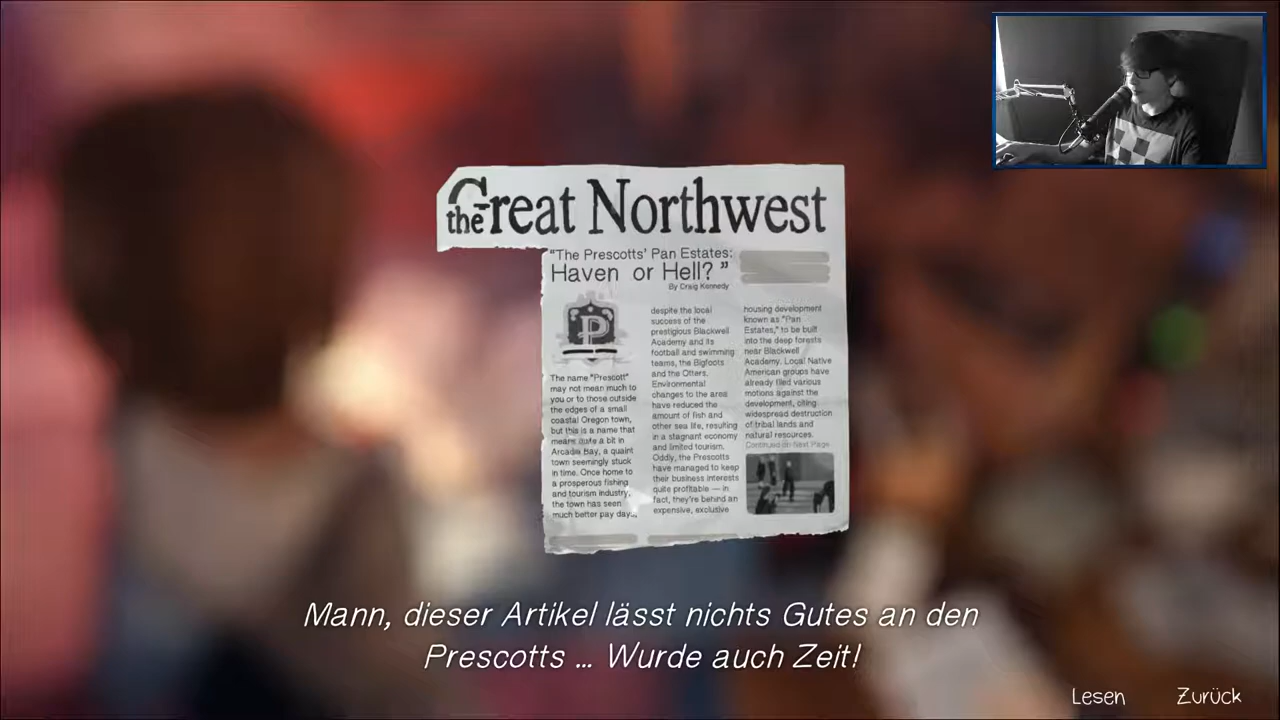 the Great Northwest
"The Prescotts' Pan Estates:
Haven or Hell?"
By Craig Kennedy
P
The name "Prescott"
may not mean much to
you or to those outside
the edges of a small
coastal Oregon town,
but this is a name that
means quite a bit in
Arcadia Bay, a quaint
town seemingly stuck
in time. Once home to
a prosperous fishing
and tourism industry,
the town has seen
much better pay days,
despite the local
success of the
prestigious Blackwell
Academy and its
football and swimming
teams, the Bigfoots
and the Otters.
Environmental
changes to the area
have reduced the
amount of fish and
other sea life, resulting
in a stagnant economy
and limited tourism.
Oddly, the Prescotts
have managed to keep
their business interests
quite profitable — in
fact, they're behind an
expensive, exclusive
housing development
known as "Pan
Estates," to be built
into the deep forests
near Blackwell
Academy. Local Native
American groups have
already filed various
motions against the
development, citing
widespread destruction
of tribal lands and
natural resources.
Continued on Next Page
Mann, dieser Artikel lässt nichts Gutes an den
Prescotts ... Wurde auch Zeit!
Lesen Zurück